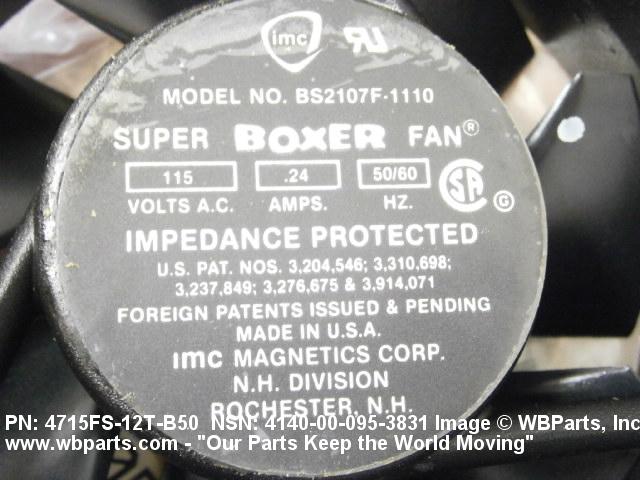 imc
MODEL NO. BS2107F-1110
SUPER BOXER FAN®
115 .24 50/60
VOLTS A.C. AMPS. HZ.
SA G
IMPEDANCE PROTECTED
U.S. PAT. NOS. 3,204,546; 3,310,698;
3,237,849; 3,276,675 & 3,914,071
FOREIGN PATENTS ISSUED & PENDING
MADE IN U.S.A.
imc MAGNETICS CORP.
N.H. DIVISION
ROCHESTER, N.H.
PN: 4715FS-12T-B50 NSN: 4140-00-095-3831 Image © WBParts, Inc
www.wbparts.com - "Our Parts Keep the World Moving"